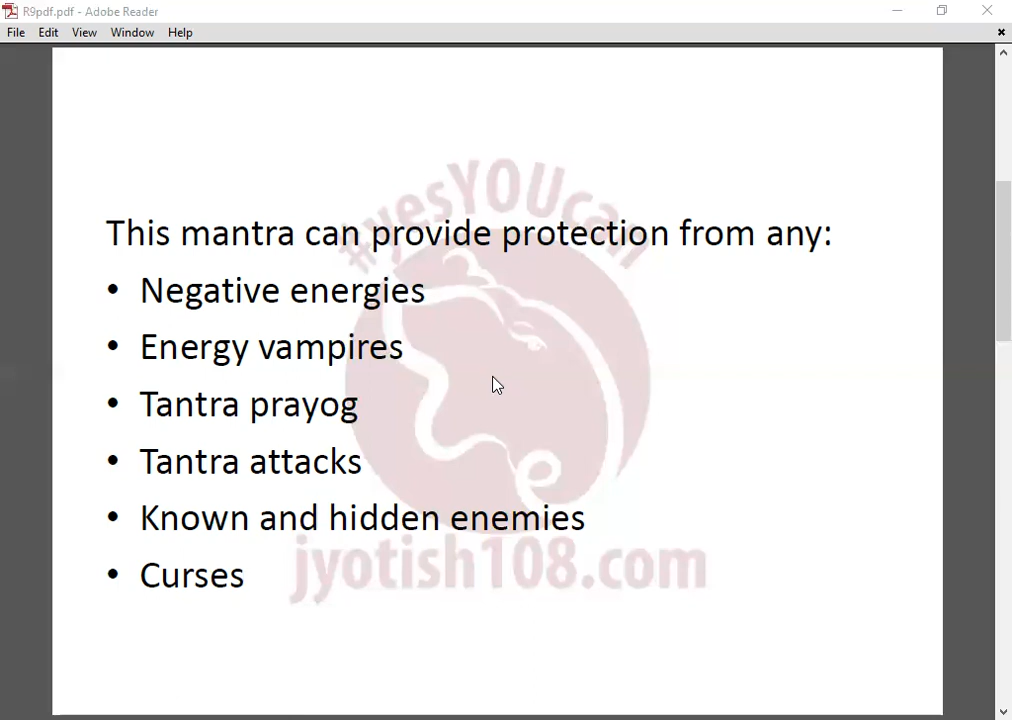 R9pdf.pdf - Adobe Reader
File Edit View Window Help
#yesYOUcan
This mantra can provide protection from any:
• Negative energies
• Energy vampires
• Tantra prayog
• Tantra attacks
• Known and hidden enemies
• Curses
jyotish108.com